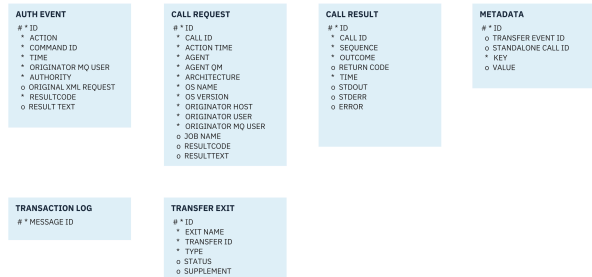 AUTH EVENT
# * ID
* ACTION
* COMMAND ID
* TIME
* ORIGINATOR MQ USER
* AUTHORITY
o ORIGINAL XML REQUEST
* RESULTCODE
o RESULT TEXT
CALL REQUEST
# * ID
* CALL ID
* ACTION TIME
* AGENT
* AGENT QM
* ARCHITECTURE
* OS NAME
* OS VERSION
* ORIGINATOR HOST
* ORIGINATOR USER
* ORIGINATOR MQ USER
o JOB NAME
o RESULTCODE
o RESULTTEXT
CALL RESULT
# * ID
* CALL ID
* SEQUENCE
* OUTCOME
o RETURN CODE
* TIME
o STDOUT
o STDERR
o ERROR
METADATA
# * ID
o TRANSFER EVENT ID
o STANDALONE CALL ID
* KEY
o VALUE
TRANSACTION LOG
# * MESSAGE ID
TRANSFER EXIT
# * ID
* EXIT NAME
* TRANSFER ID
* TYPE
o STATUS
o SUPPLEMENT